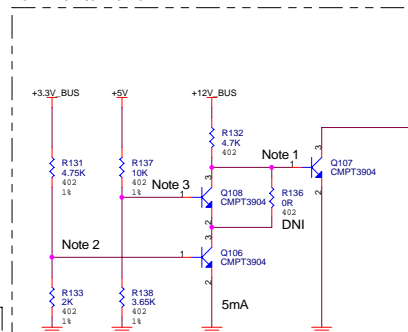 +3.3V_BUS
+5V
+12V_BUS
R131
4.75K
402
1%
R137
10K
402
1%
R132
4.7K
402
Note 1
Q107
CMPT3904
1
3
2
Note 3
1
3
Q108
CMPT3904
2
R136
0R
402
DNI
Note 2
1
3
Q106
CMPT3904
2
R133
2K
402
1%
R138
3.65K
402
1%
5mA